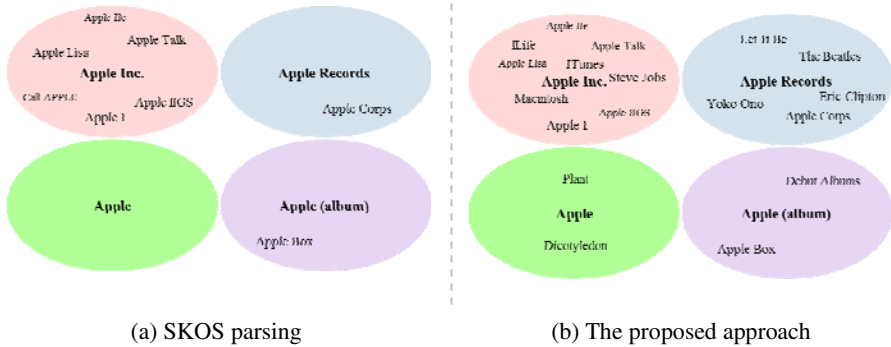 Apple IIe
Apple Talk
Apple Lisa
Apple Inc.
Call APPLE
Apple IIGS
Apple I
Apple Records
Apple Corps
Apple
Apple (album)
Apple Box
(a) SKOS parsing
Apple IIe
ILife
Apple Talk
Apple Lisa
ITunes
Apple Inc.
Steve Jobs
Macintosh
Apple IIGS
Apple I
Let It Be
The Beatles
Apple Records
Yoko Ono
Eric Clipton
Apple Corps
Plant
Apple
Dicotyledon
Debut Albums
Apple (album)
Apple Box
(b) The proposed approach